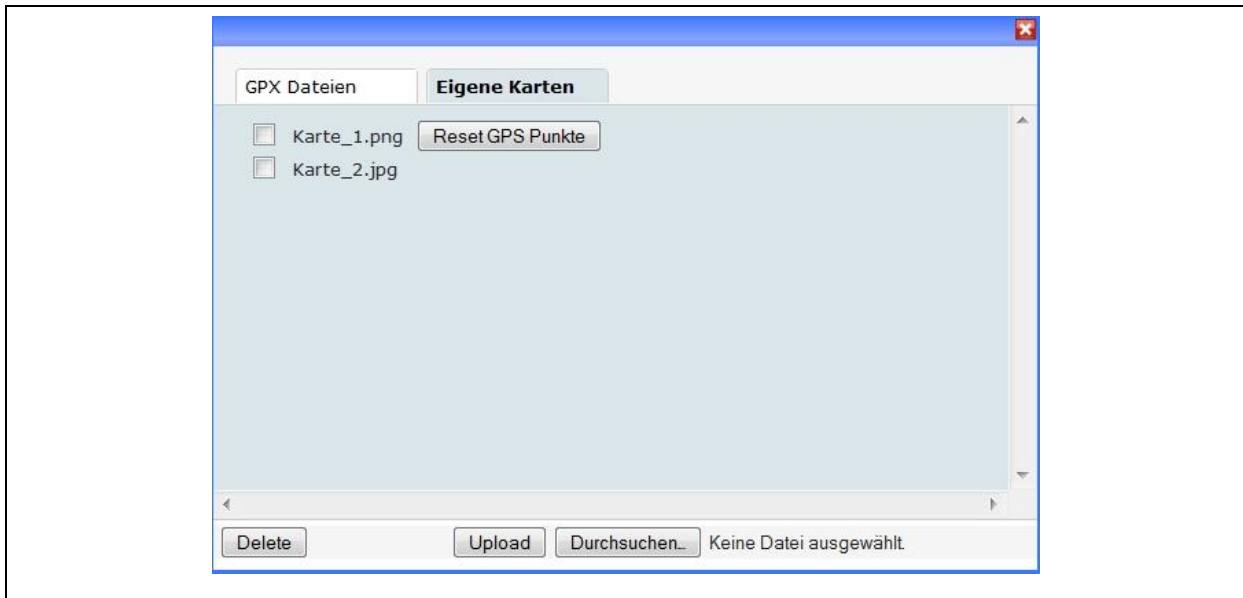 GPX Dateien Eigene Karten
Karte_1.png Reset GPS Punkte
Karte_2.jpg
Delete Upload Durchsuchen... Keine Datei ausgewählt.